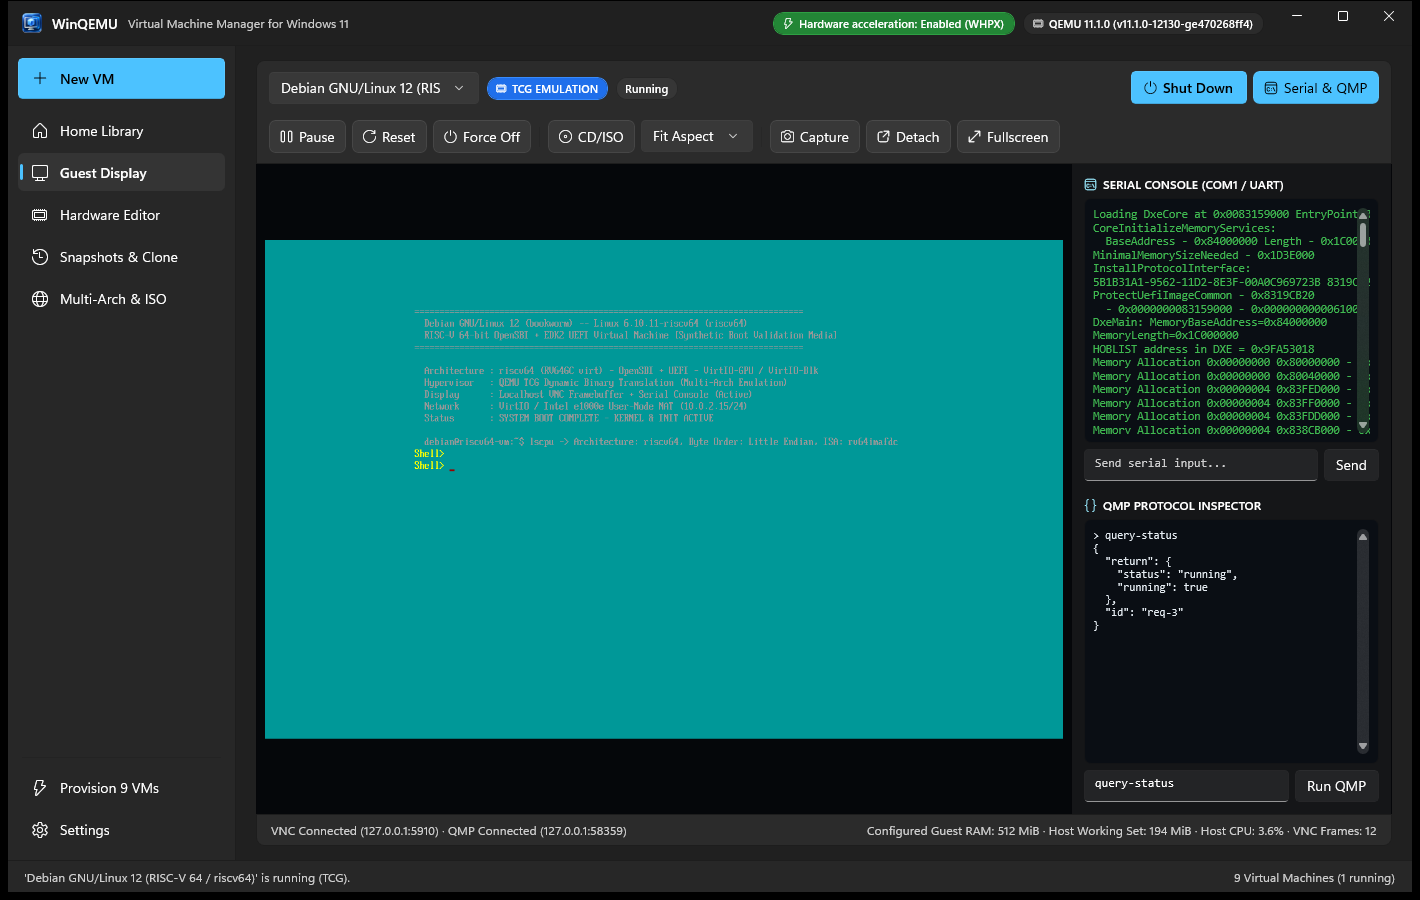 WinQEMU Virtual Machine Manager for Windows 11
Hardware acceleration: Enabled (WHPX)
QEMU 11.1.0 (v11.1.0-12130-ge470268ff4)
New VM
Home Library
Guest Display
Hardware Editor
Snapshots & Clone
Multi-Arch & ISO
Provision 9 VMs
Settings
Debian GNU/Linux 12 (RIS
TCG EMULATION
Running
Shut Down
Serial & QMP
Pause
Reset
Force Off
CD/ISO
Fit Aspect
Capture
Detach
Fullscreen
Debian GNU/Linux 12 (bookworm) -- Linux 6.10.11-riscv64 (riscv64)
RISC-V 64-bit OpenSBI + EDK2 UEFI Virtual Machine [Synthetic Boot Validation Media]
Architecture : riscv64 (RV64GC virt) - OpenSBI + UEFI - VirtIO-GPU / VirtIO-Blk
Hypervisor : QEMU TCG Dynamic Binary Translation (Multi-Arch Emulation)
Display : Localhost VNC Framebuffer + Serial Console (Active)
Network : VirtIO / Intel e1000e User-Mode NAT (10.0.2.15/24)
Status : SYSTEM BOOT COMPLETE - KERNEL & INIT ACTIVE
debian@riscv64-vm:~$ lscpu -> Architecture: riscv64, Byte Order: Little Endian, ISA: rv64imafdc
Shell>
Shell> _
SERIAL CONSOLE (COM1 / UART)
Loading DxeCore at 0x0083159000 EntryPoint
CoreInitializeMemoryServices:
BaseAddress - 0x84000000 Length - 0x1C00
MinimalMemorySizeNeeded - 0x1D3E000
InstallProtocolInterface:
5B1B31A1-9562-11D2-8E3F-00A0C969723B 8319C
ProtectUefiImageCommon - 0x8319CB20
- 0x0000000083159000 - 0x0000000000006100
DxeMain: MemoryBaseAddress=0x84000000
MemoryLength=0x1C000000
HOBLIST address in DXE = 0x9FA53018
Memory Allocation 0x00000000 0x80000000 -
Memory Allocation 0x00000000 0x80040000 -
Memory Allocation 0x00000004 0x83FED000 -
Memory Allocation 0x00000004 0x83FF0000 -
Memory Allocation 0x00000004 0x83FDD000 -
Memory Allocation 0x00000004 0x838CB000 -
Send serial input...
Send
{} QMP PROTOCOL INSPECTOR
> query-status
{
"return": {
"status": "running",
"running": true
},
"id": "req-3"
}
query-status
Run QMP
VNC Connected (127.0.0.1:5910) · QMP Connected (127.0.0.1:58359)
Configured Guest RAM: 512 MiB · Host Working Set: 194 MiB · Host CPU: 3.6% · VNC Frames: 12
'Debian GNU/Linux 12 (RISC-V 64 / riscv64)' is running (TCG).
9 Virtual Machines (1 running)